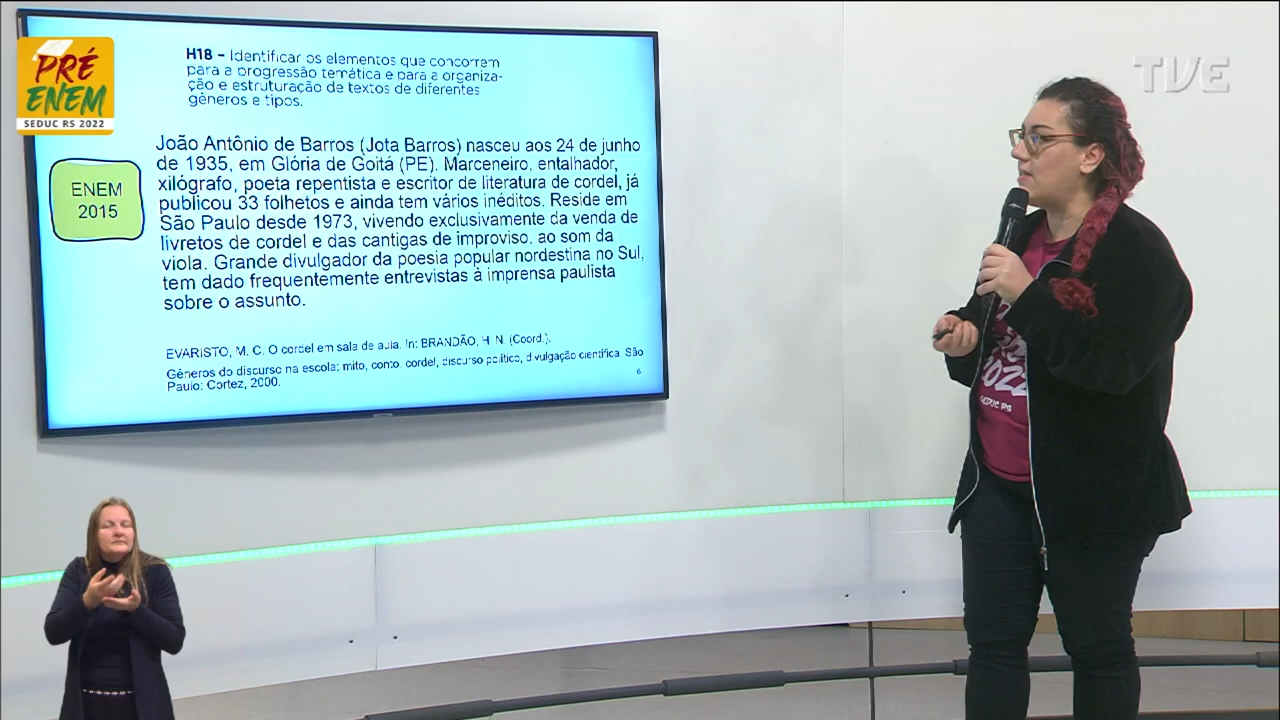 PRÉ
ENEM
SEDUC RS 2022
TVE
H18 – Identificar os elementos que concorrem
para a progressão temática e para a organiza-
ção e estruturação de textos de diferentes
gêneros e tipos.
ENEM
2015
João Antônio de Barros (Jota Barros) nasceu aos 24 de junho
de 1935, em Glória de Goitá (PE). Marceneiro, entalhador,
xilógrafo, poeta repentista e escritor de literatura de cordel, já
publicou 33 folhetos e ainda tem vários inéditos. Reside em
São Paulo desde 1973, vivendo exclusivamente da venda de
livretos de cordel e das cantigas de improviso, ao som da
viola. Grande divulgador da poesia popular nordestina no Sul,
tem dado frequentemente entrevistas à imprensa paulista
sobre o assunto.
EVARISTO, M. C. O cordel em sala de aula. In: BRANDÃO, H. N. (Coord.).
Gêneros do discurso na escola: mito, conto, cordel, discurso político, divulgação científica. São
Paulo: Cortez, 2000.
6
2022
SEDUC RS